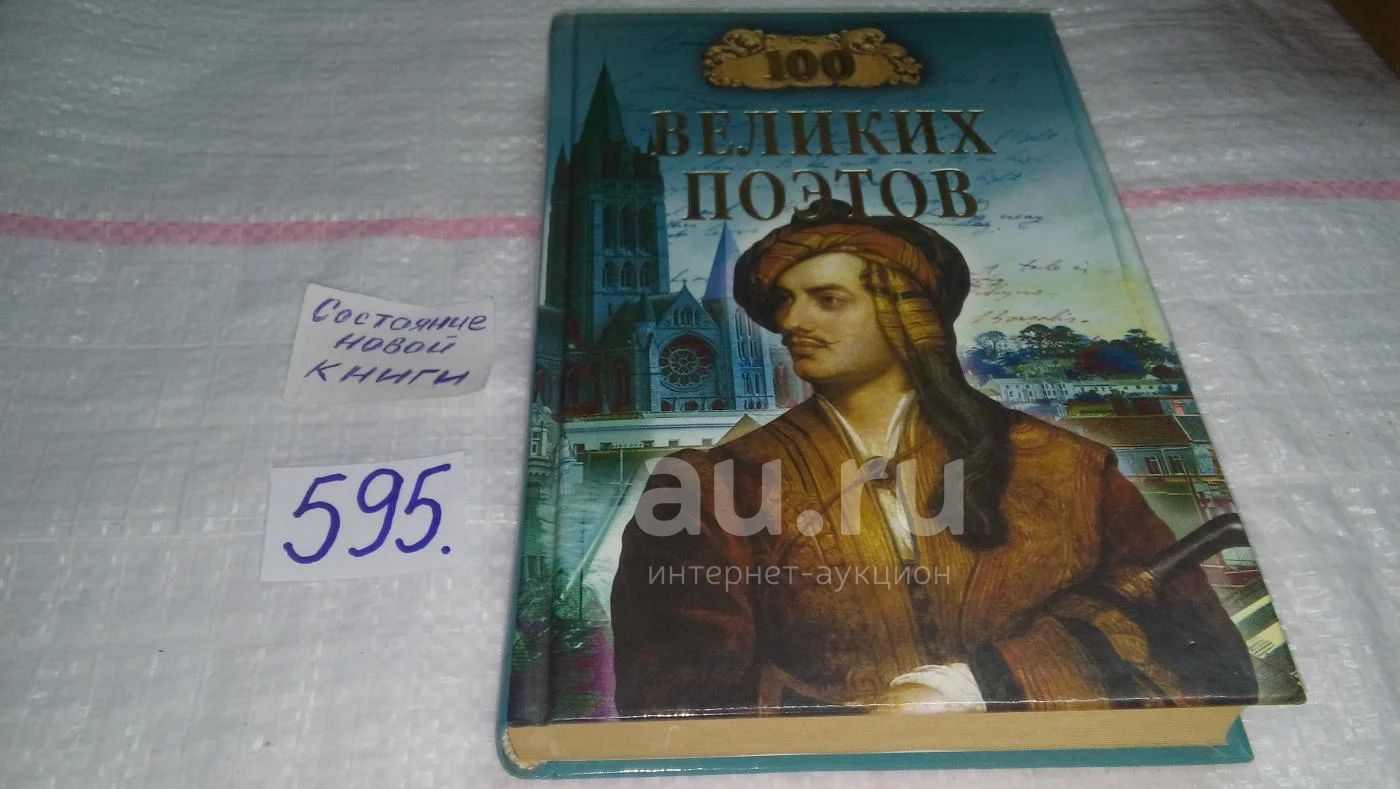 100
ВЕЛИКИХ
ПОЭТОВ
Состояние
новой
книги
595.
au.ru
интернет-аукцион